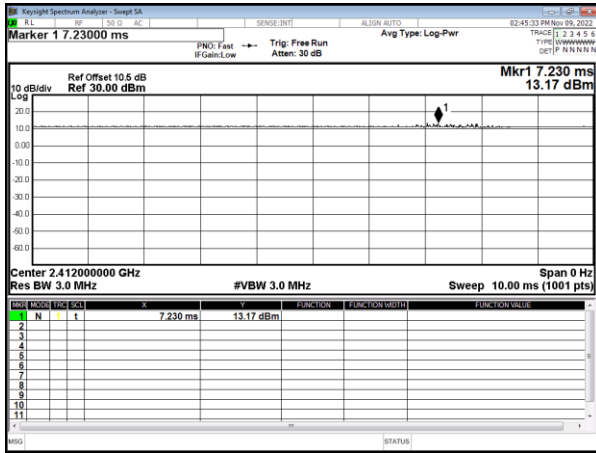 Keysight Spectrum Analyzer - Swept SA
RL RF 50 Ω AC SENSE:INT ALIGN AUTO 02:45:33 PM Nov 09, 2022
Marker 1 7.23000 ms
PNO: Fast
IFGain:Low
Trig: Free Run
Atten: 30 dB
Avg Type: Log-Pwr
TRACE 1 2 3 4 5 6
TYPE WWWWWW
DET P N N N N N
Mkr1 7.230 ms
13.17 dBm
Ref Offset 10.5 dB
10 dB/div Ref 30.00 dBm
Log
20.0
10.0
0.00
-10.0
-20.0
-30.0
-40.0
-50.0
-60.0
1
Center 2.412000000 GHz Span 0 Hz
Res BW 3.0 MHz #VBW 3.0 MHz Sweep 10.00 ms (1001 pts)
MKR MODE TRC SCL X Y FUNCTION FUNCTION WIDTH FUNCTION VALUE
1 N 1 t 7.230 ms 13.17 dBm
2
3
4
5
6
7
8
9
10
11
MSG STATUS